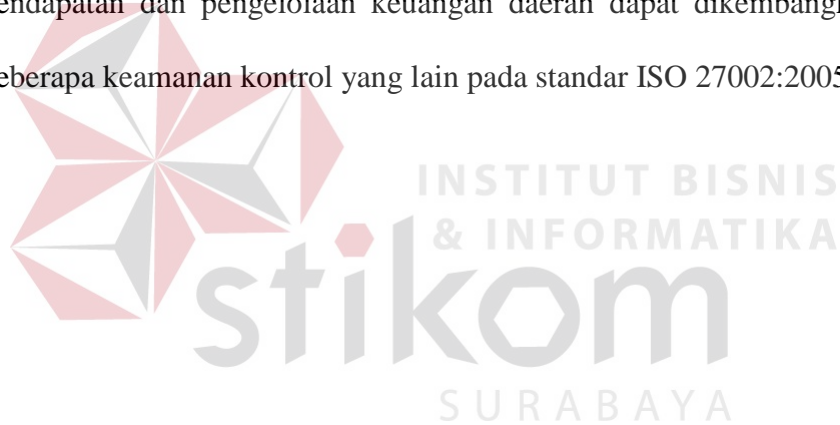 endapatan dan pengelolaan keuangan daerah dapat dikembangk
eberapa keamanan kontrol yang lain pada standar ISO 27002:2005
INSTITUT BISNIS
& INFORMATIKA
stikom
SURABAYA